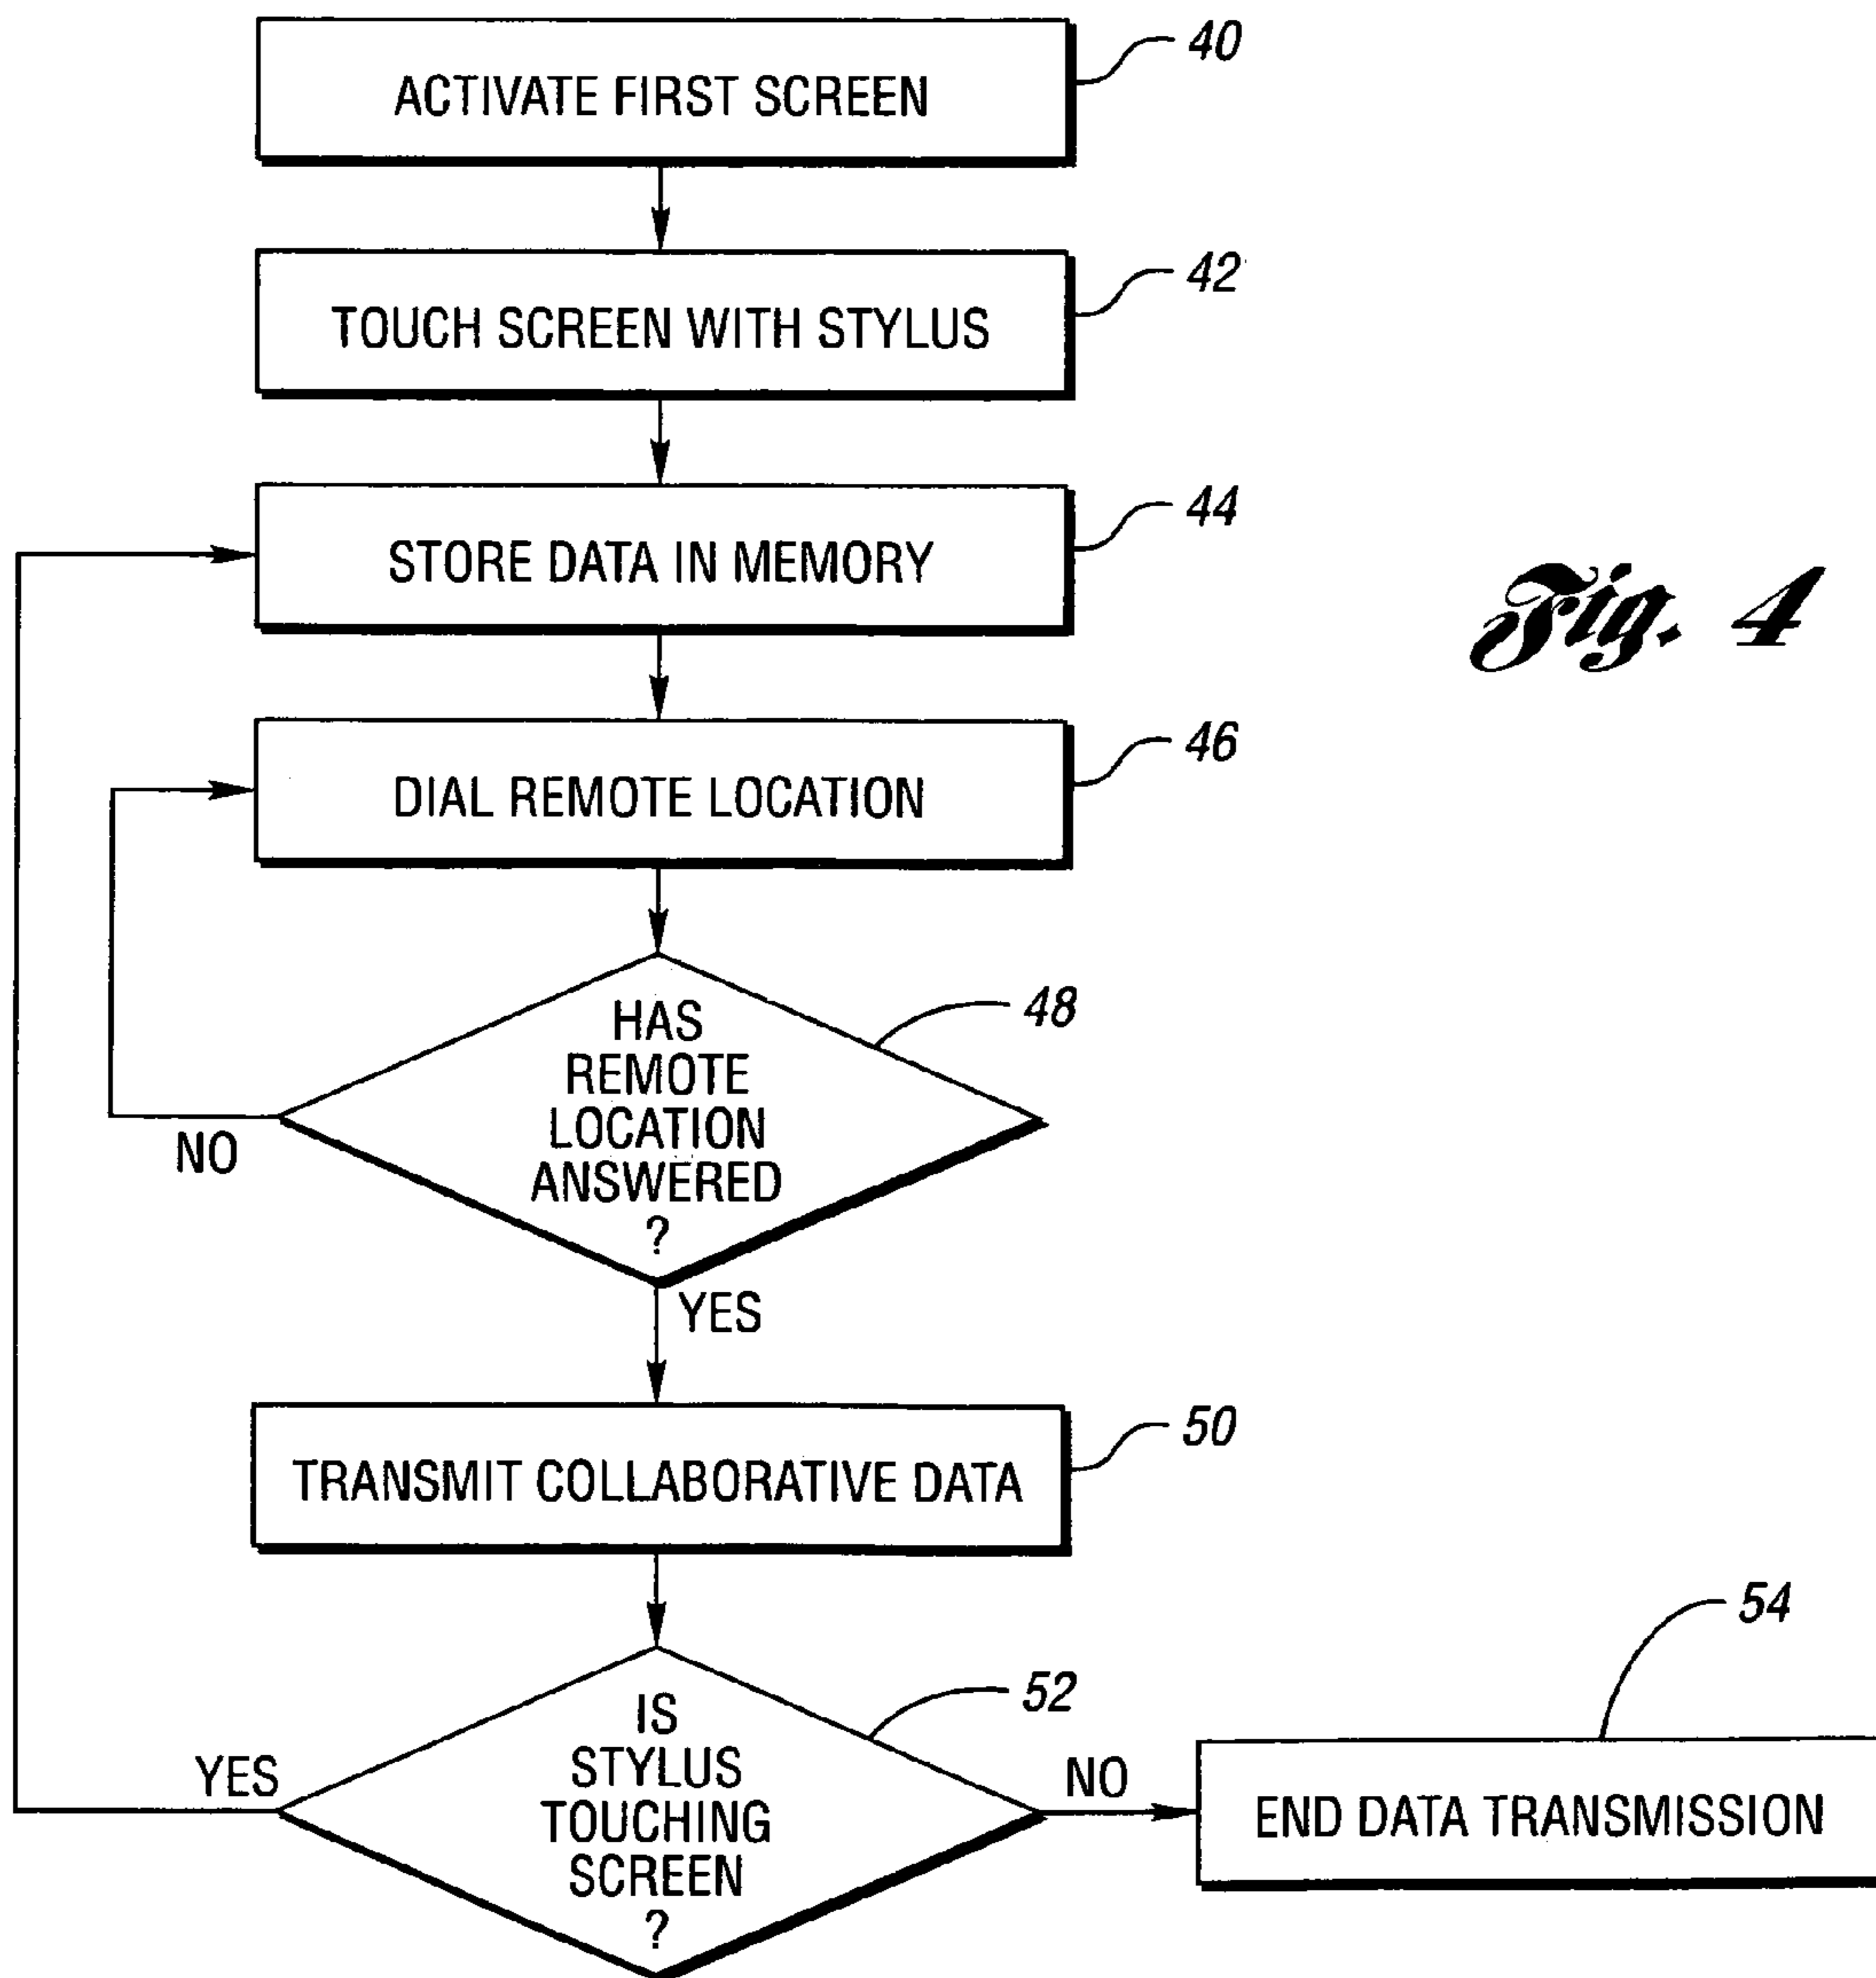 ACTIVATE FIRST SCREEN
40
TOUCH SCREEN WITH STYLUS
42
STORE DATA IN MEMORY
44
Fig. 4
DIAL REMOTE LOCATION
46
HAS
REMOTE
LOCATION
ANSWERED
?
48
NO
YES
TRANSMIT COLLABORATIVE DATA
50
IS
STYLUS
TOUCHING
SCREEN
?
52
YES
NO
END DATA TRANSMISSION
54